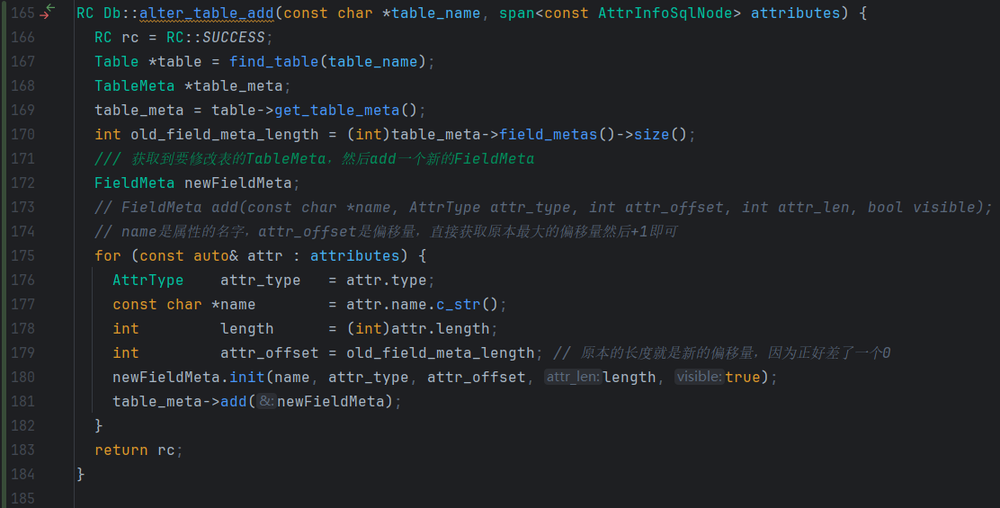 165 RC Db::alter_table_add(const char *table_name, span<const AttrInfoSqlNode> attributes) {
166 RC rc = RC::SUCCESS;
167 Table *table = find_table(table_name);
168 TableMeta *table_meta;
169 table_meta = table->get_table_meta();
170 int old_field_meta_length = (int)table_meta->field_metas()->size();
171 /// 获取到要修改表的TableMeta，然后add一个新的FieldMeta
172 FieldMeta newFieldMeta;
173 // FieldMeta add(const char *name, AttrType attr_type, int attr_offset, int attr_len, bool visible);
174 // name是属性的名字，attr_offset是偏移量，直接获取原本最大的偏移量然后+1即可
175 for (const auto& attr : attributes) {
176 AttrType attr_type = attr.type;
177 const char *name = attr.name.c_str();
178 int length = (int)attr.length;
179 int attr_offset = old_field_meta_length; // 原本的长度就是新的偏移量，因为正好差了一个0
180 newFieldMeta.init(name, attr_type, attr_offset, attr_len: length, visible: true);
181 table_meta->add( &: newFieldMeta);
182 }
183 return rc;
184 }
185